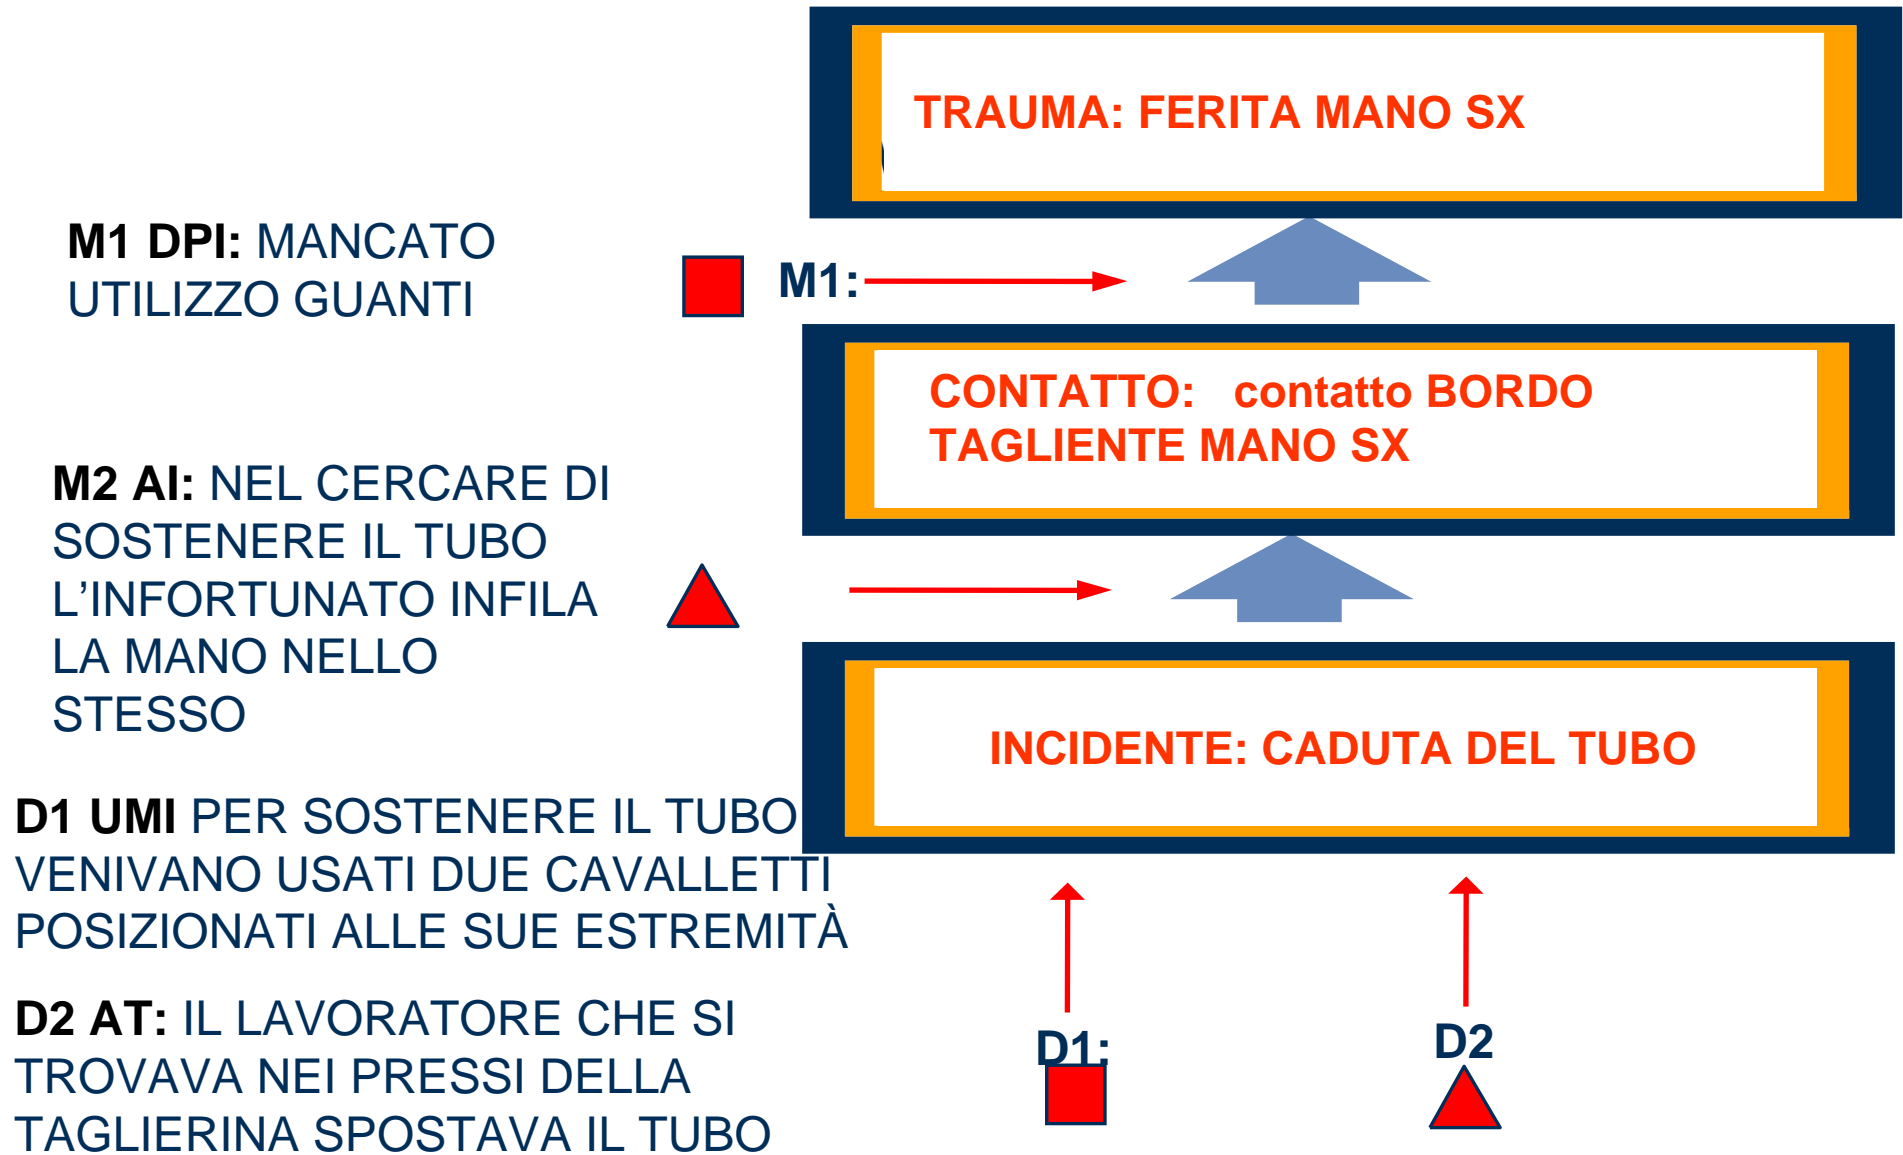 TRAUMA: FERITA MANO SX
M1 DPI: MANCATO
UTILIZZO GUANTI
M1:
CONTATTO: contatto BORDO
TAGLIENTE MANO SX
M2 AI: NEL CERCARE DI
SOSTENERE IL TUBO
L’INFORTUNATO INFILA
LA MANO NELLO
STESSO
INCIDENTE: CADUTA DEL TUBO
D1 UMI PER SOSTENERE IL TUBO
VENIVANO USATI DUE CAVALLETTI
POSIZIONATI ALLE SUE ESTREMITÀ
D2 AT: IL LAVORATORE CHE SI
TROVAVA NEI PRESSI DELLA
TAGLIERINA SPOSTAVA IL TUBO
D1:
D2